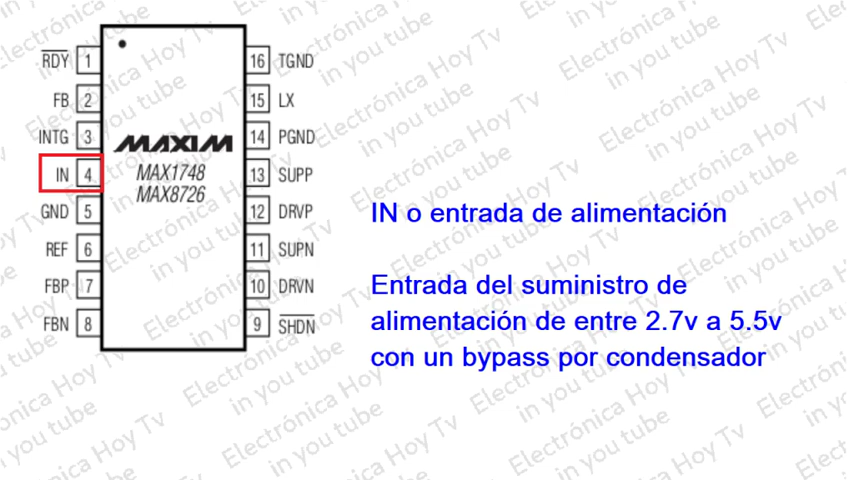 RDY 1
FB 2
INTG 3
IN 4
GND 5
REF 6
FBP 7
FBN 8
16 TGND
15 LX
14 PGND
13 SUPP
12 DRVP
11 SUPN
10 DRVN
9 SHDN
MAXIM
MAX1748
MAX8726
IN o entrada de alimentación
Entrada del suministro de
alimentación de entre 2.7v a 5.5v
con un bypass por condensador
Electrónica Hoy Tv
in you tube